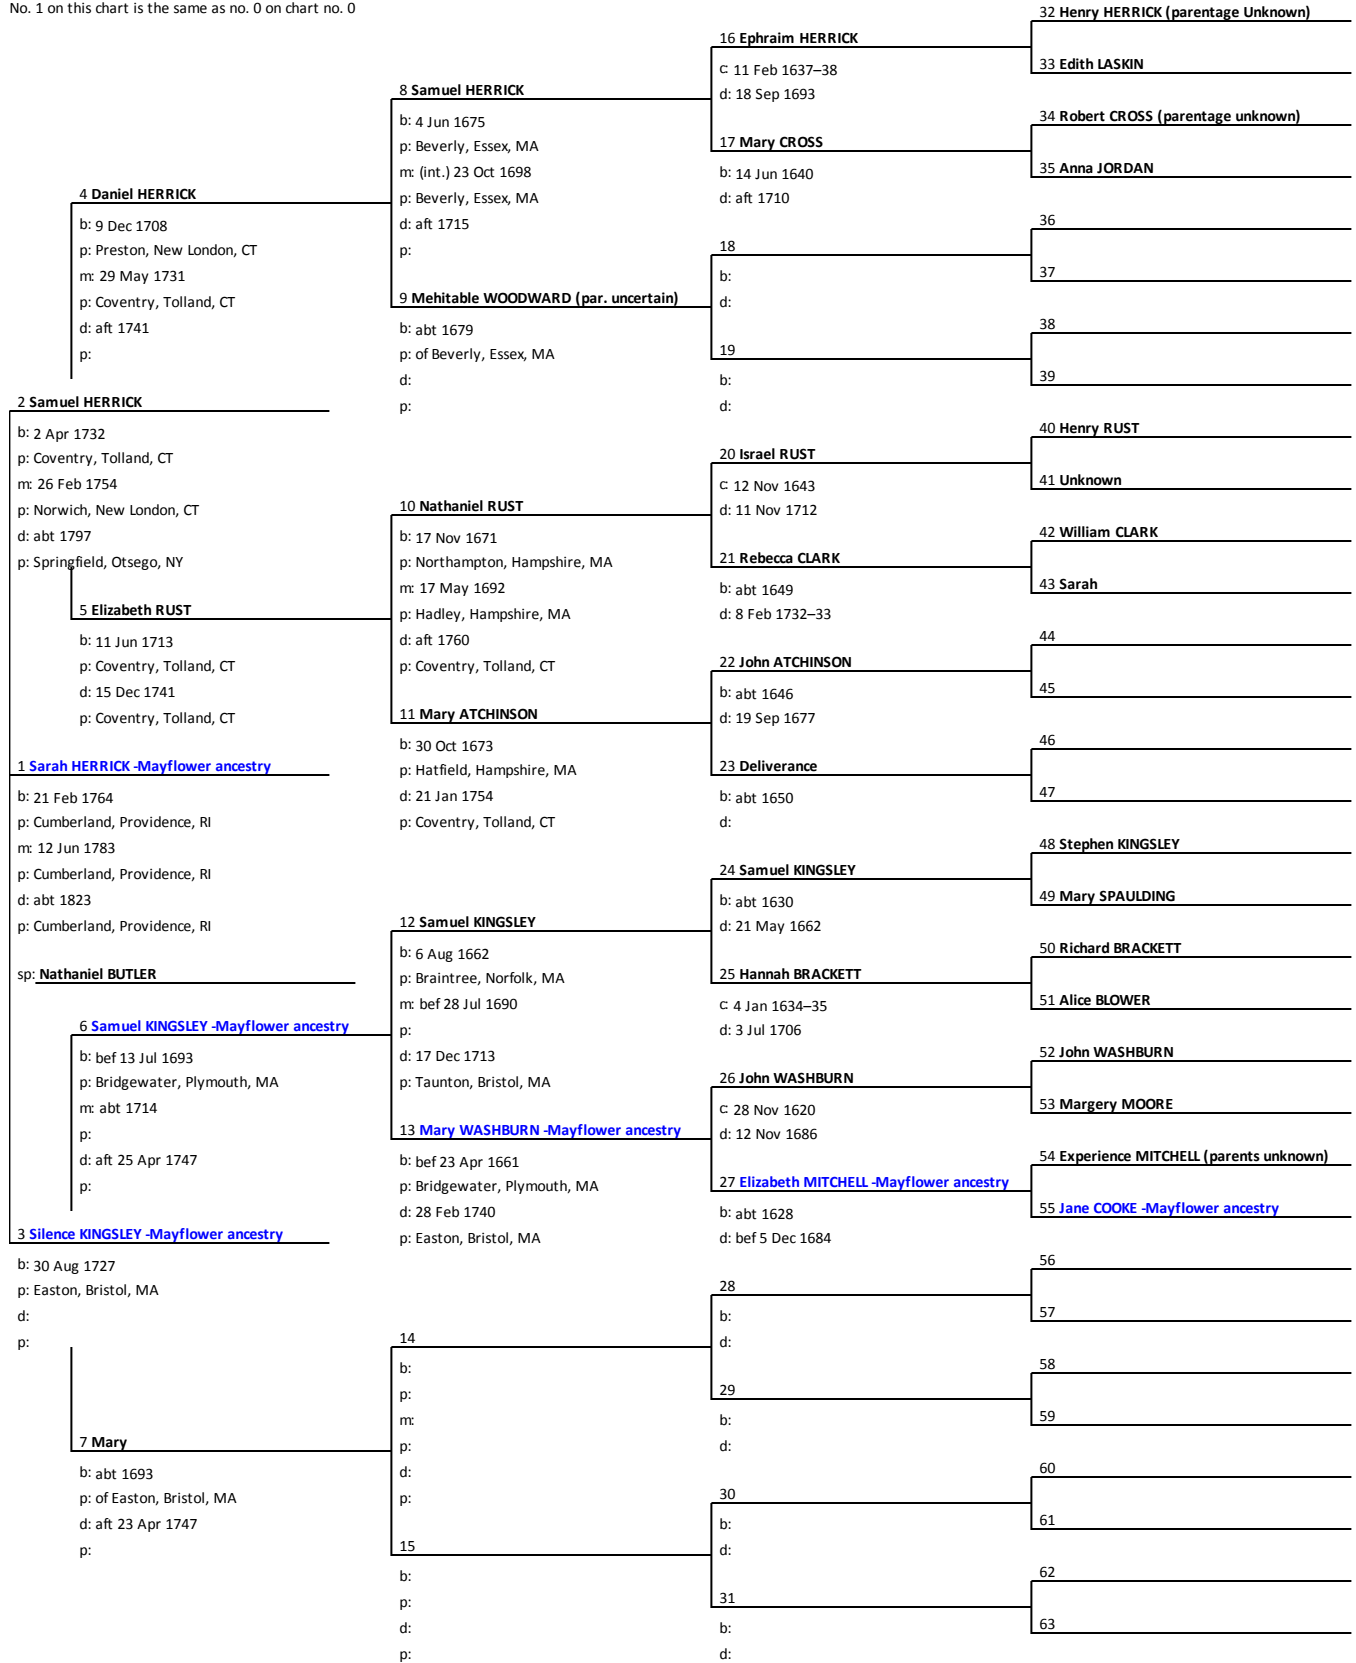 No. 1 on this chart is the same as no. 0 on chart no. 0
4 Daniel HERRICK
b: 9 Dec 1708
p: Preston, New London, CT
m: 29 May 1731
p: Coventry, Tolland, CT
d: aft 1741
p:
2 Samuel HERRICK
b: 2 Apr 1732
p: Coventry, Tolland, CT
m: 26 Feb 1754
p: Norwich, New London, CT
d: abt 1797
p: Springfield, Otsego, NY
5 Elizabeth RUST
b: 11 Jun 1713
p: Coventry, Tolland, CT
d: 15 Dec 1741
p: Coventry, Tolland, CT
1 Sarah HERRICK -Mayflower ancestry
b: 21 Feb 1764
p: Cumberland, Providence, RI
m: 12 Jun 1783
p: Cumberland, Providence, RI
d: abt 1823
p: Cumberland, Providence, RI
sp: Nathaniel BUTLER
6 Samuel KINGSLEY -Mayflower ancestry
b: bef 13 Jul 1693
p: Bridgewater, Plymouth, MA
m: abt 1714
p:
d: aft 25 Apr 1747
p:
3 Silence KINGSLEY -Mayflower ancestry
b: 30 Aug 1727
p: Easton, Bristol, MA
d:
p:
7 Mary
b: abt 1693
p: of Easton, Bristol, MA
d: aft 23 Apr 1747
p:
8 Samuel HERRICK
b: 4 Jun 1675
p: Beverly, Essex, MA
m: (int.) 23 Oct 1698
p: Beverly, Essex, MA
d: aft 1715
p:
9 Mehitable WOODWARD (par. uncertain)
b: abt 1679
p: of Beverly, Essex, MA
d:
p:
10 Nathaniel RUST
b: 17 Nov 1671
p: Northampton, Hampshire, MA
m: 17 May 1692
p: Hadley, Hampshire, MA
d: aft 1760
p: Coventry, Tolland, CT
11 Mary ATCHINSON
b: 30 Oct 1673
p: Hatfield, Hampshire, MA
d: 21 Jan 1754
p: Coventry, Tolland, CT
12 Samuel KINGSLEY
b: 6 Aug 1662
p: Braintree, Norfolk, MA
m: bef 28 Jul 1690
p:
d: 17 Dec 1713
p: Taunton, Bristol, MA
13 Mary WASHBURN -Mayflower ancestry
b: bef 23 Apr 1661
p: Bridgewater, Plymouth, MA
d: 28 Feb 1740
p: Easton, Bristol, MA
14
b:
p:
m:
p:
d:
p:
15
b:
p:
d:
p:
16 Ephraim HERRICK
c: 11 Feb 1637–38
d: 18 Sep 1693
17 Mary CROSS
b: 14 Jun 1640
d: aft 1710
18
b:
d:
19
b:
d:
20 Israel RUST
c: 12 Nov 1643
d: 11 Nov 1712
21 Rebecca CLARK
b: abt 1649
d: 8 Feb 1732–33
22 John ATCHINSON
b: abt 1646
d: 19 Sep 1677
23 Deliverance
b: abt 1650
d:
24 Samuel KINGSLEY
b: abt 1630
d: 21 May 1662
25 Hannah BRACKETT
c: 4 Jan 1634–35
d: 3 Jul 1706
26 John WASHBURN
c: 28 Nov 1620
d: 12 Nov 1686
27 Elizabeth MITCHELL -Mayflower ancestry
b: abt 1628
d: bef 5 Dec 1684
28
b:
d:
29
b:
d:
30
b:
d:
31
b:
d:
32 Henry HERRICK (parentage Unknown)
33 Edith LASKIN
34 Robert CROSS (parentage unknown)
35 Anna JORDAN
36
37
38
39
40 Henry RUST
41 Unknown
42 William CLARK
43 Sarah
44
45
46
47
48 Stephen KINGSLEY
49 Mary SPAULDING
50 Richard BRACKETT
51 Alice BLOWER
52 John WASHBURN
53 Margery MOORE
54 Experience MITCHELL (parents unknown)
55 Jane COOKE -Mayflower ancestry
56
57
58
59
60
61
62
63